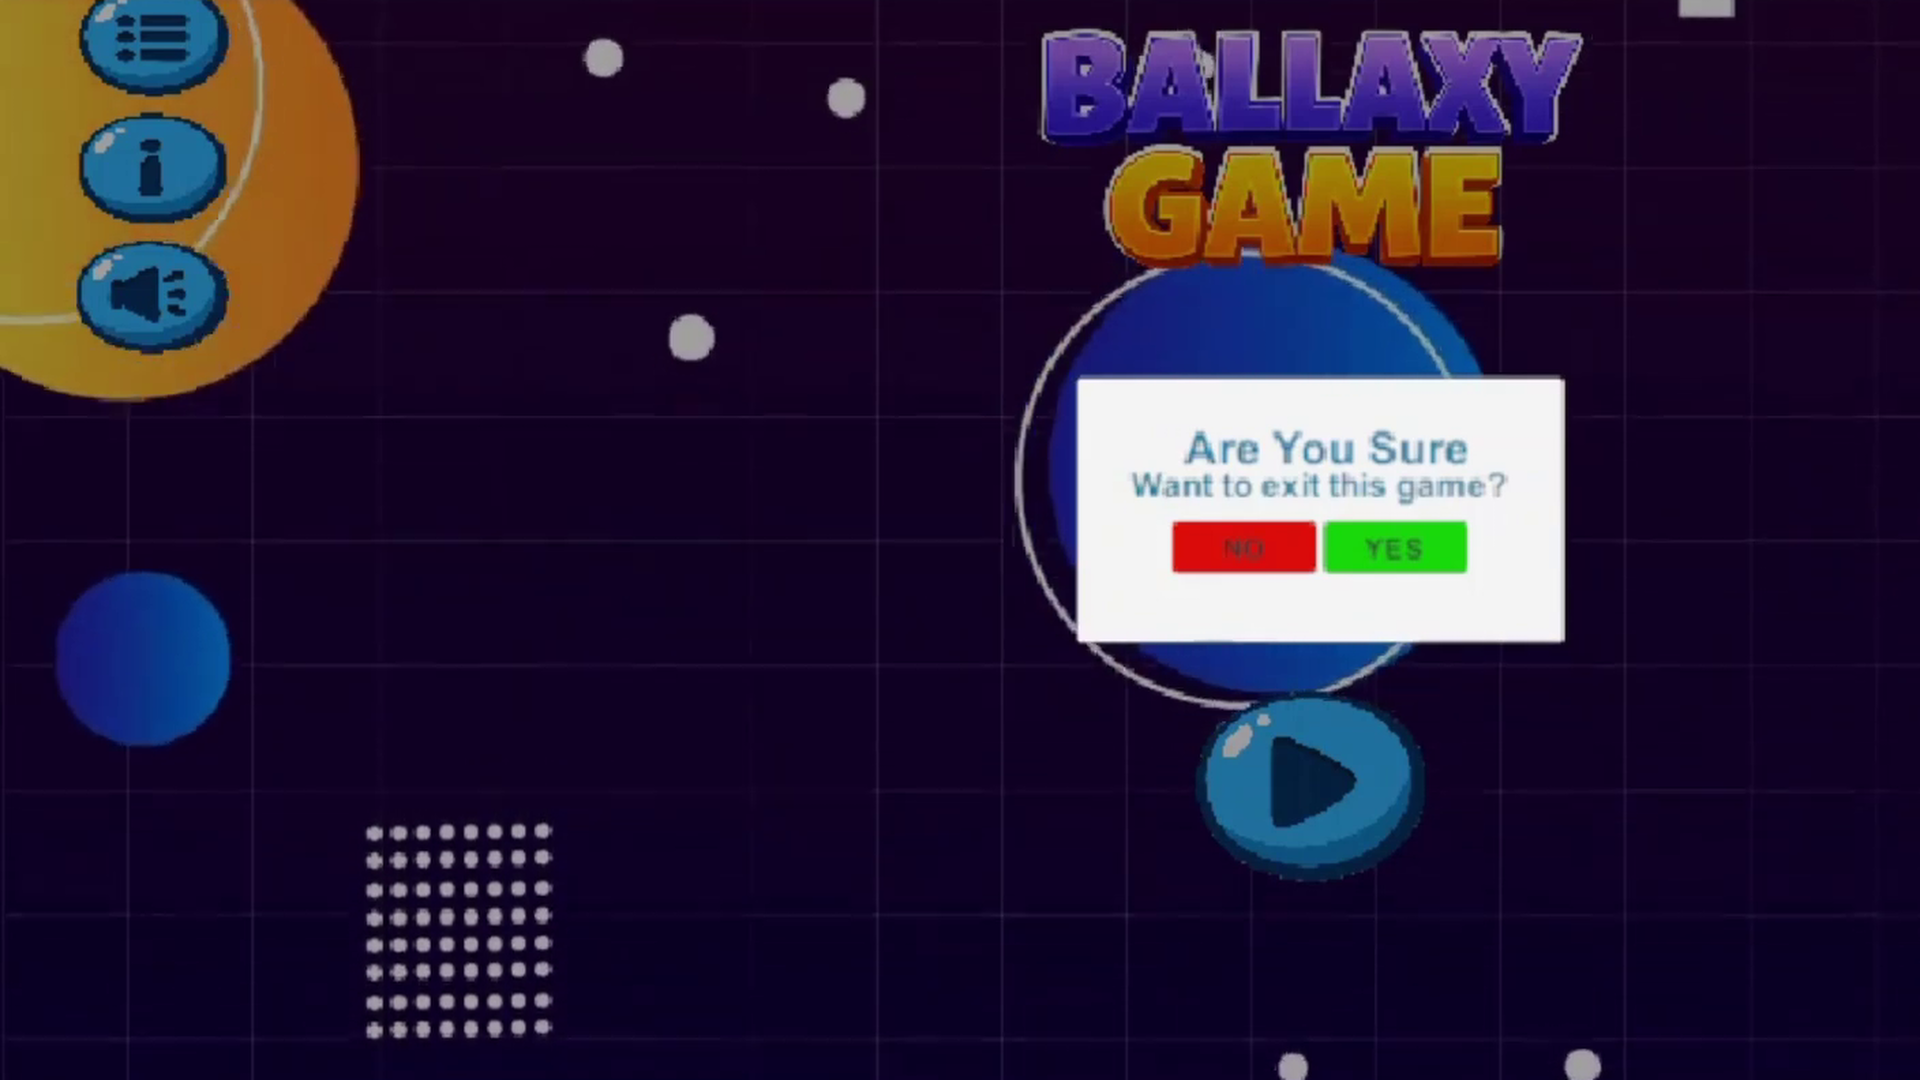 BALLAXY
GAME
Are You Sure
Want to exit this game?
NO
YES